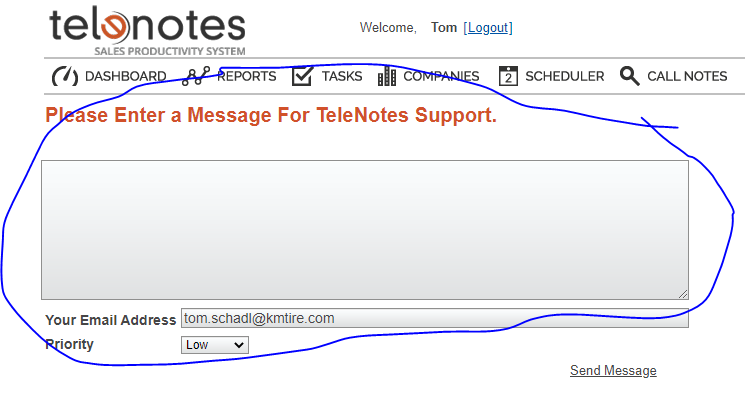 telenotes
SALES PRODUCTIVITY SYSTEM
Welcome, Tom [Logout]
DASHBOARD REPORTS TASKS COMPANIES 2 SCHEDULER CALL NOTES
Please Enter a Message For TeleNotes Support.
Your Email Address tom.schadl@kmtire.com
Priority Low
Send Message